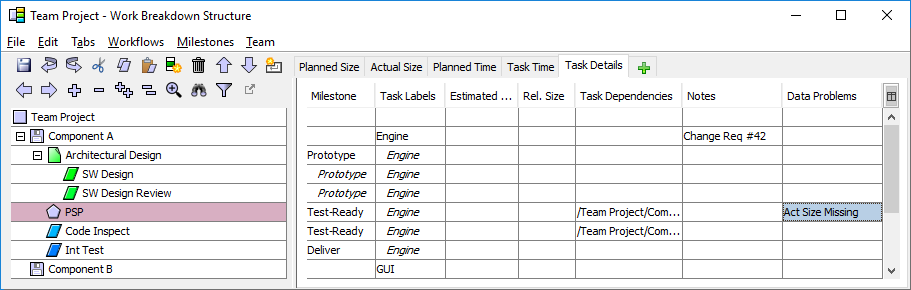 Team Project - Work Breakdown Structure
File Edit Tabs Workflows Milestones Team
Planned Size Actual Size Planned Time Task Time Task Details
Milestone Task Labels Estimated ... Rel. Size Task Dependencies Notes Data Problems
Team Project
Component A Engine Change Req #42
Architectural Design Prototype Engine
SW Design Prototype Engine
SW Design Review Prototype Engine
PSP Test-Ready Engine /Team Project/Com... Act Size Missing
Code Inspect Test-Ready Engine /Team Project/Com...
Int Test Deliver Engine
Component B GUI